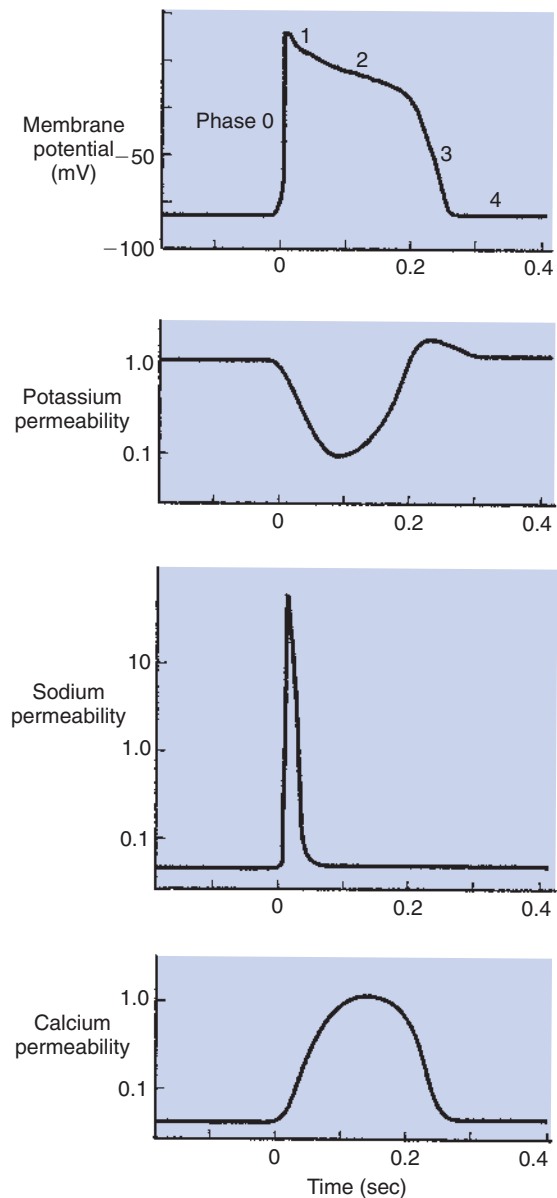 1
2
Phase 0
Membrane
potential
(mV)
−50
3
4
−100
0
0.2
0.4
1.0
Potassium
permeability
0.1
0
0.2
0.4
10
Sodium
permeability
1.0
0.1
0
0.2
0.4
1.0
Calcium
permeability
0.1
0
0.2
0.4
Time (sec)